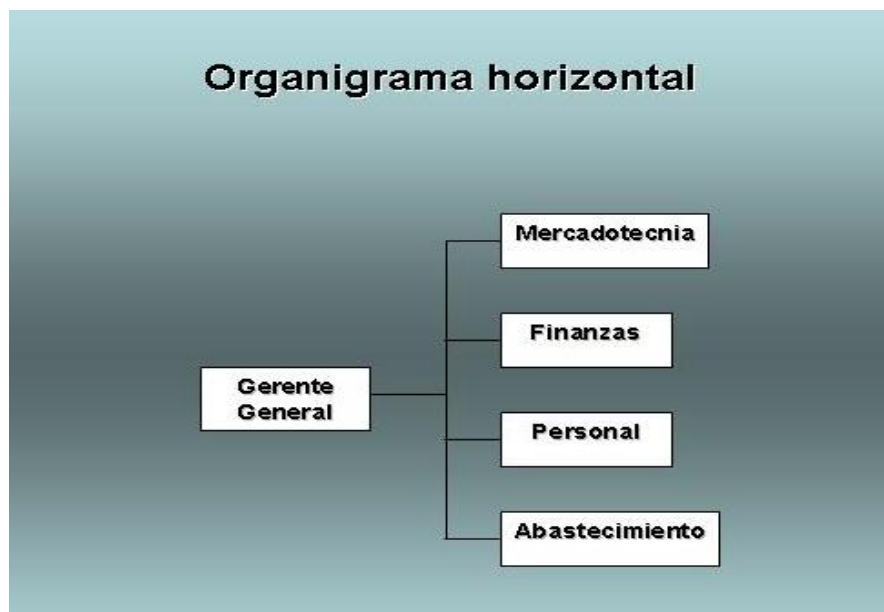 Organigrama horizontal
Mercadotecnia
Finanzas
Gerente
General
Personal
Abastecimiento